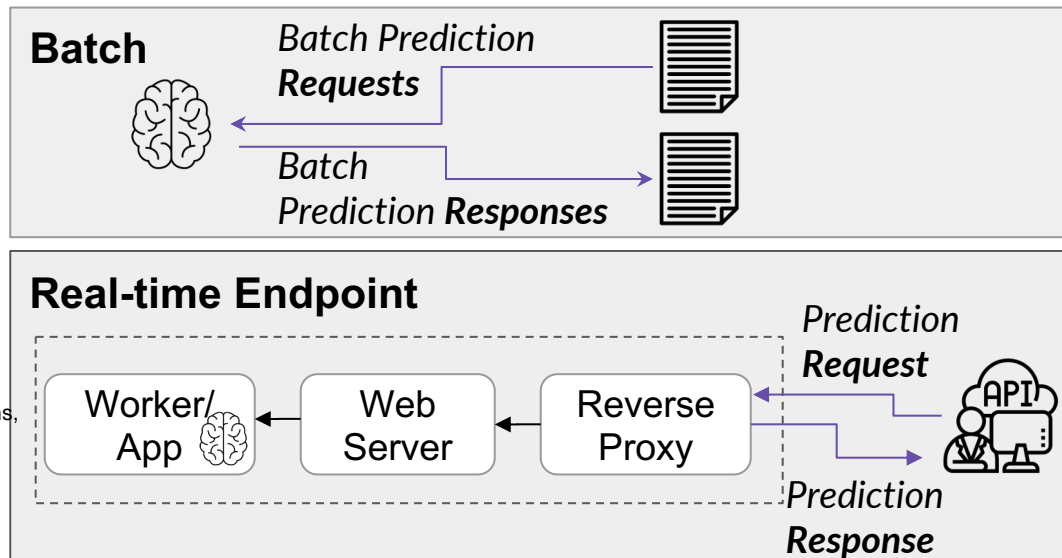 Batch
Batch Prediction
Requests
Batch
Prediction Responses
Real-time Endpoint
Prediction
Request
Worker/
App
Web
Server
Reverse
Proxy
API
Prediction
Response